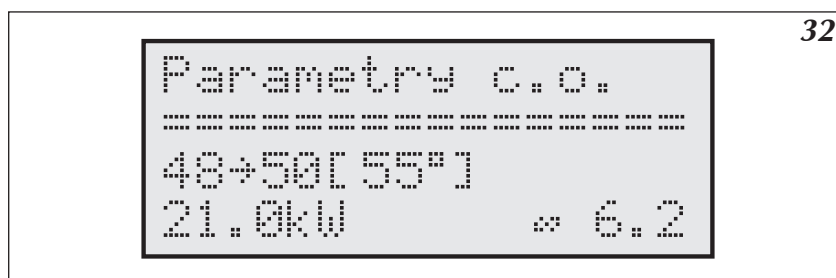 32
Parametry c.o.
================
48→50[55°]
21.0kW ∞ 6.2